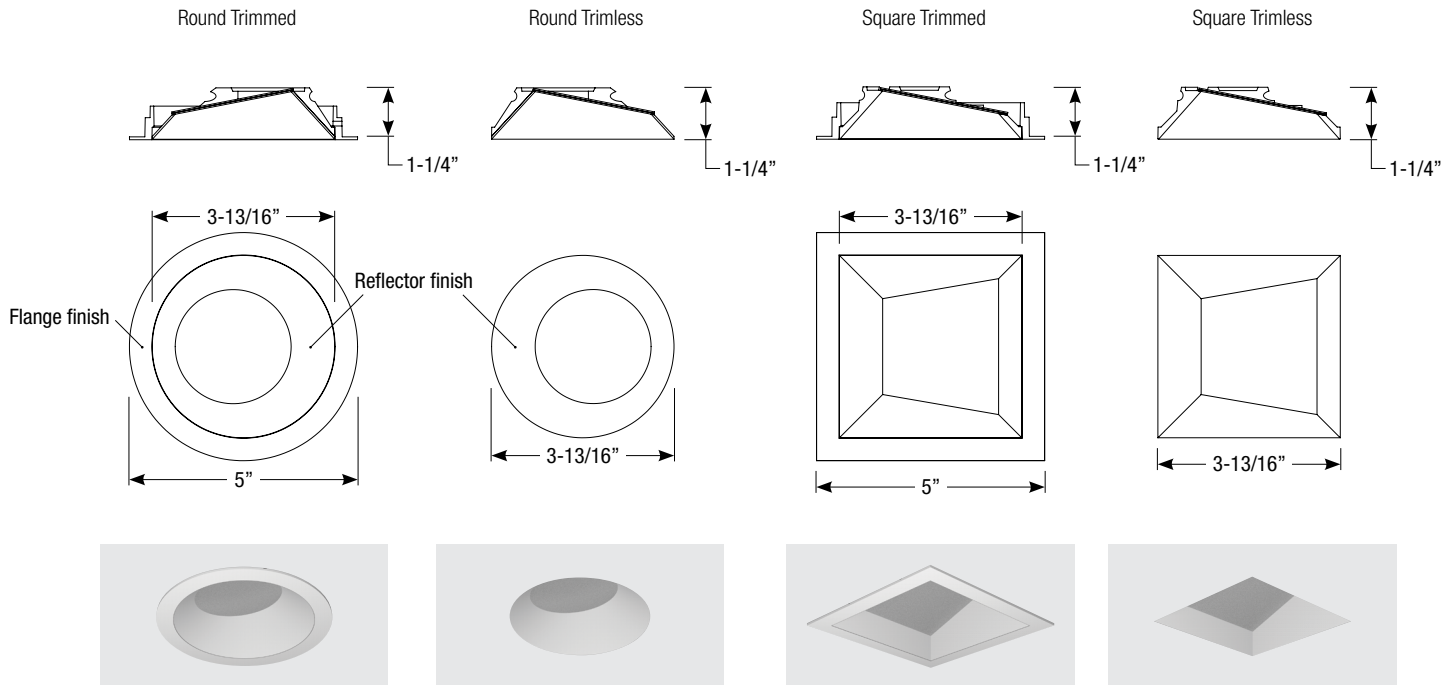 Round Trimmed
Round Trimless
Square Trimmed
Square Trimless
1-1/4”
1-1/4”
1-1/4”
1-1/4”
3-13/16”
3-13/16”
Reflector finish
Flange finish
3-13/16”
3-13/16”
5”
5”